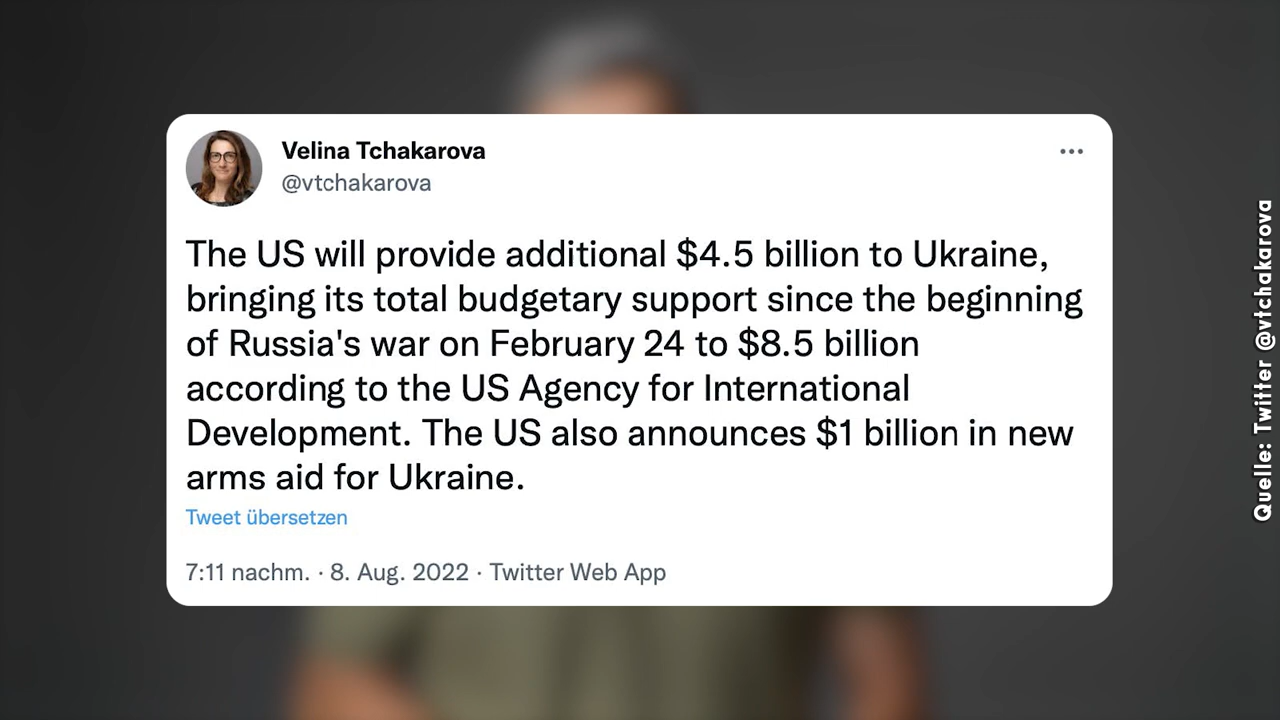 Velina Tchakarova
@vtchakarova
The US will provide additional $4.5 billion to Ukraine,
bringing its total budgetary support since the beginning
of Russia's war on February 24 to $8.5 billion
according to the US Agency for International
Development. The US also announces $1 billion in new
arms aid for Ukraine.
Tweet übersetzen
7:11 nachm. · 8. Aug. 2022 · Twitter Web App
Quelle: Twitter @vtchakarova